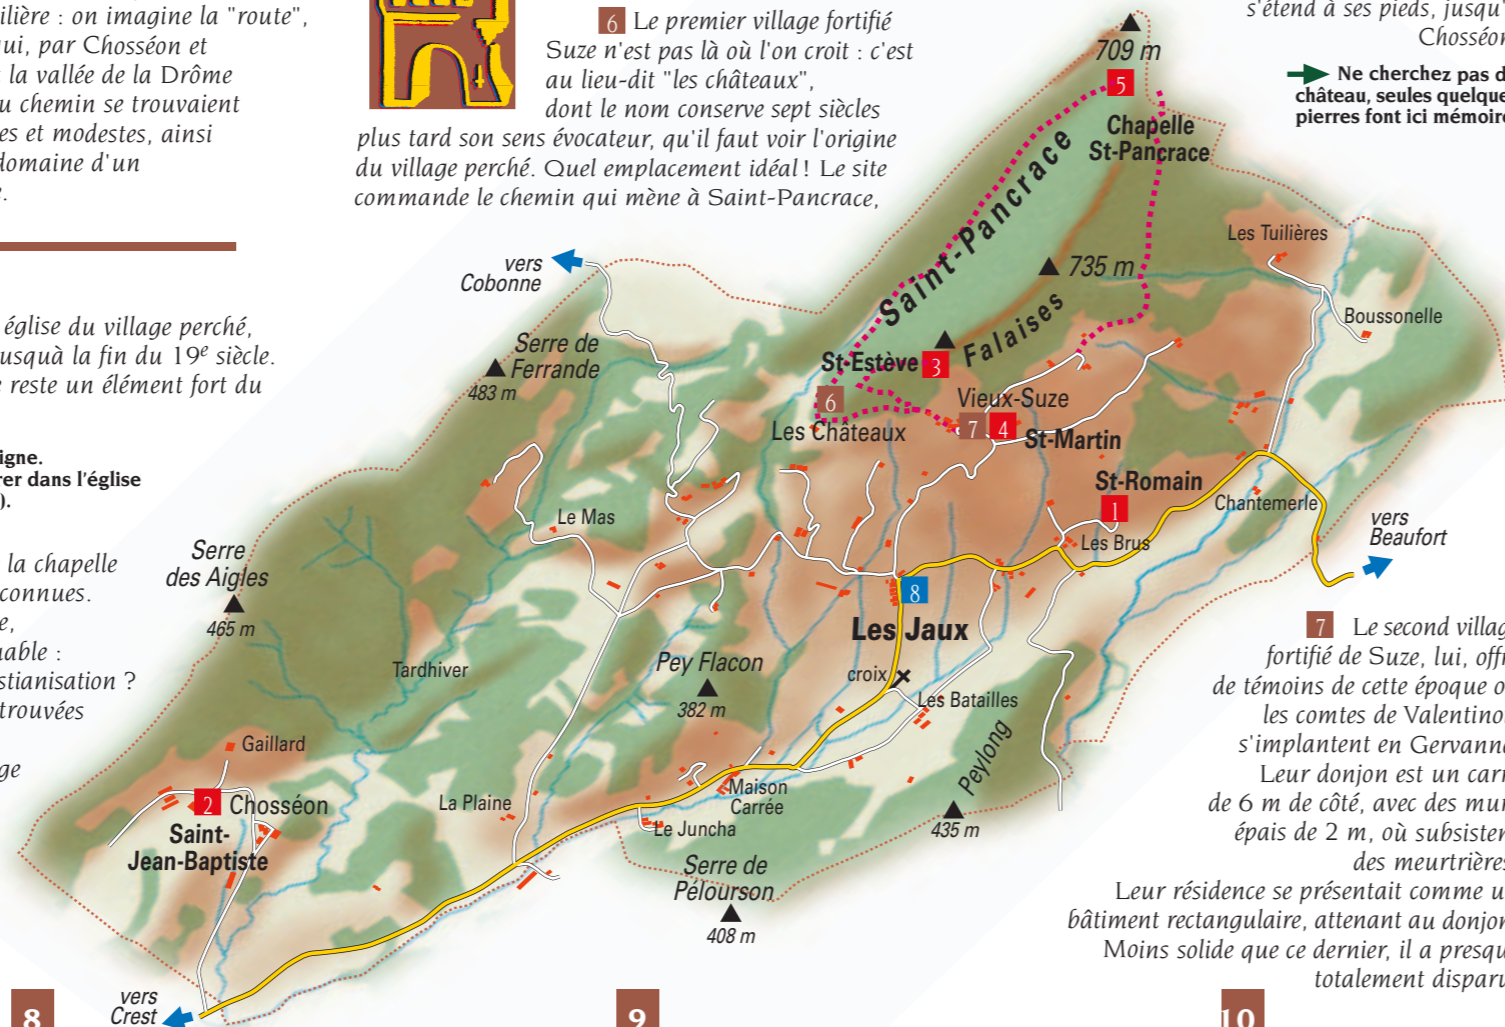 ilière : on imagine la "route",
ui, par Chosséon et
la vallée de la Drôme
u chemin se trouvaient
es et modestes, ainsi
domaine d'un
église du village perché,
usquà la fin du 19e siècle.
e reste un élément fort du
igne.
rer dans l'église
).
la chapelle
connues.
e,
uable :
stianisation ?
trouvées
ge
8
6 Le premier village fortifié
Suze n'est pas là où l'on croit : c'est
au lieu-dit "les châteaux",
dont le nom conserve sept siècles
plus tard son sens évocateur, qu'il faut voir l'origine
du village perché. Quel emplacement idéal ! Le site
commande le chemin qui mène à Saint-Pancrace,
9
s'étend à ses pieds, jusqu'
Chosséon
Ne cherchez pas d
château, seules quelque
pierres font ici mémoire
709 m
5
Chapelle
St-Pancrace
Saint-Pancrace
735 m
Falaises
Les Tuilières
Boussonelle
vers
Cobonne
Serre de
Ferrande
483 m
St-Estève 3
6
Les Châteaux
Vieux-Suze
7 4
St-Martin
St-Romain
1
Les Brus
Chantemerle
vers
Beaufort
Le Mas
Serre
des Aigles
465 m
Tardhiver
8
Les Jaux
Pey Flacon
382 m
croix
Les Batailles
Peylong
435 m
Gaillard
2 Chosséon
Saint-
Jean-Baptiste
La Plaine
Maison
Carrée
Le Juncha
Serre de
Pélourson
408 m
vers
Crest
7 Le second villag
fortifié de Suze, lui, offr
de témoins de cette époque o
les comtes de Valentino
s'implantent en Gervanne
Leur donjon est un carr
de 6 m de côté, avec des mur
épais de 2 m, où subsisten
des meurtrières
Leur résidence se présentait comme u
bâtiment rectangulaire, attenant au donjon
Moins solide que ce dernier, il a presqu
totalement disparu
10